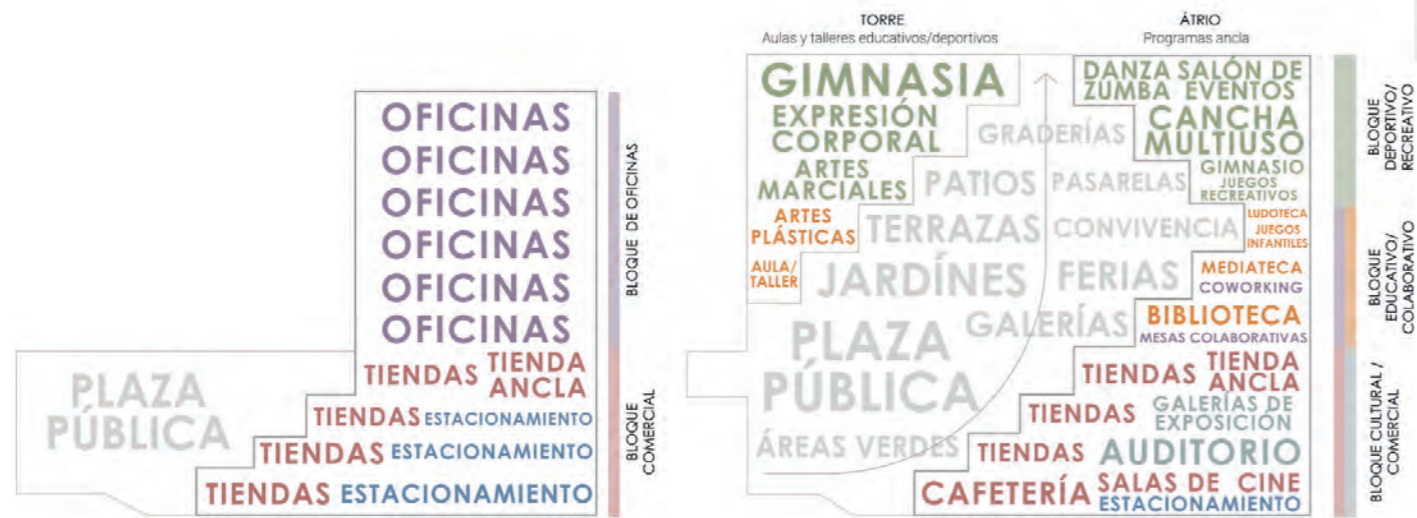 OFICINAS
OFICINAS
OFICINAS
OFICINAS
OFICINAS
OFICINAS
TIENDAS TIENDA
ANCLA
TIENDAS ESTACIONAMIENTO
TIENDAS ESTACIONAMIENTO
TIENDAS ESTACIONAMIENTO
PLAZA
PÚBLICA
BLOQUE DE OFICINAS
BLOQUE
COMERCIAL
TORRE
Aulas y talleres educativos/deportivos
ÁTRIO
Programas ancla
GIMNASIA
EXPRESIÓN
CORPORAL
ARTES
MARCIALES
ARTES
PLÁSTICAS
AULA/
TALLER
GRADERÍAS
PATIOS PASARELAS
TERRAZAS CONVIVENCIA
JARDÍNES FERIAS
GALERÍAS
PLAZA
PÚBLICA
ÁREAS VERDES
DANZA SALÓN DE
ZUMBA EVENTOS
CANCHA
MULTIUSO
GIMNASIO
JUEGOS
RECREATIVOS
LUDOTECA
JUEGOS
INFANTILES
MEDIATECA
COWORKING
BIBLIOTECA
MESAS COLABORATIVAS
TIENDAS TIENDA
ANCLA
TIENDAS GALERÍAS DE
EXPOSICIÓN
TIENDAS AUDITORIO
CAFETERÍA SALAS DE CINE
ESTACIONAMIENTO
BLOQUE
DEPORTIVO/
RECREATIVO
BLOQUE
EDUCATIVO/
COLABORATIVO
BLOQUE CULTURAL /
COMERCIAL